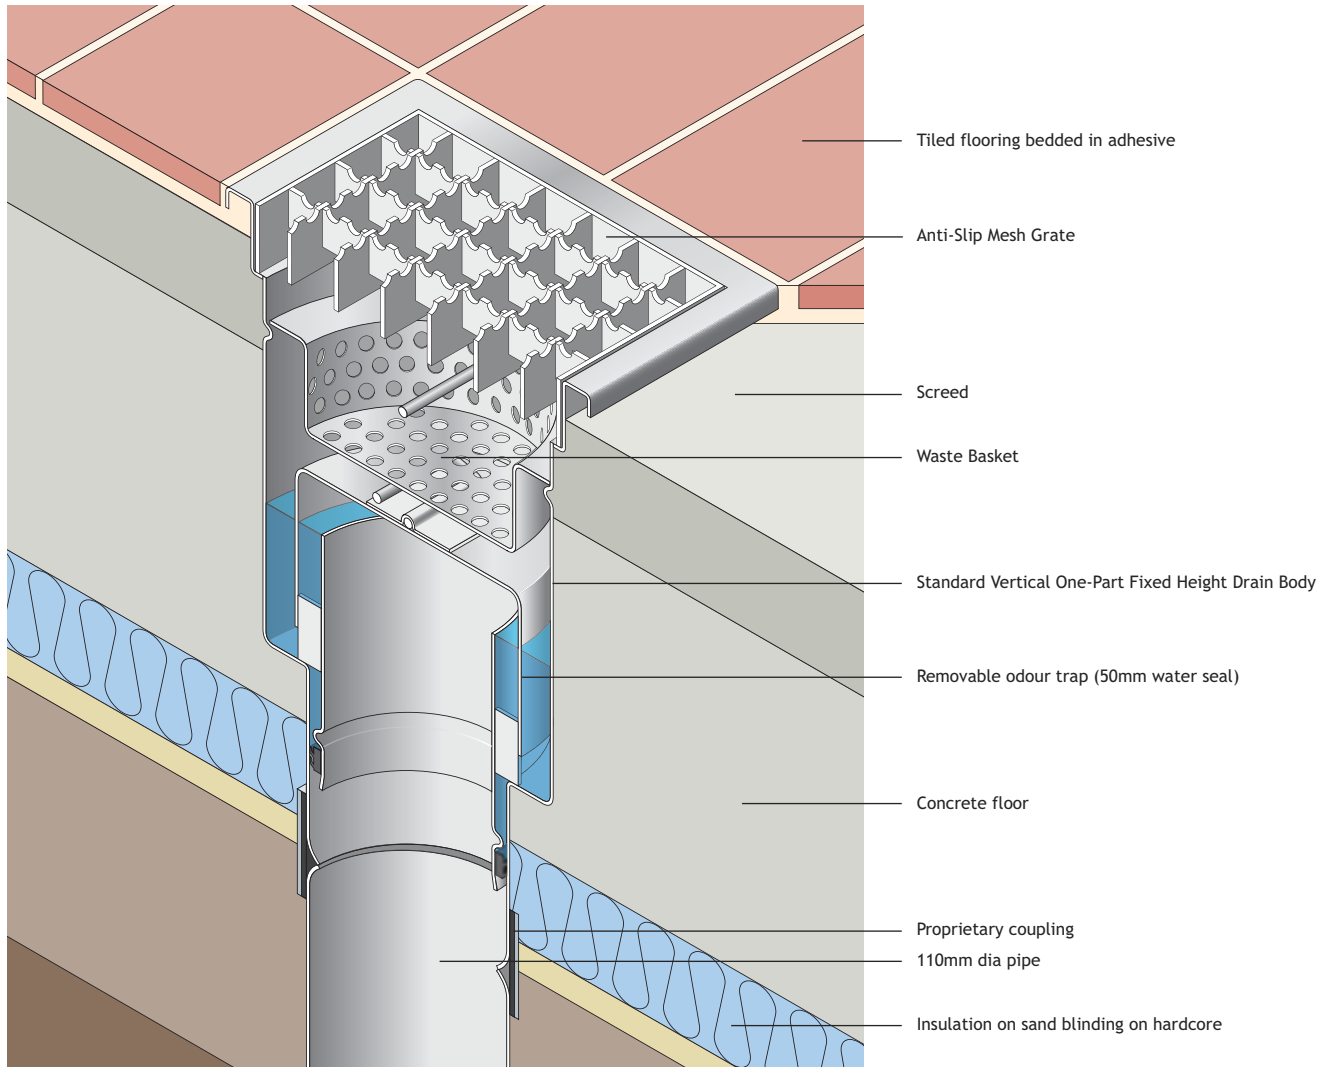 Tiled flooring bedded in adhesive
Anti-Slip Mesh Grate
Screed
Waste Basket
Standard Vertical One-Part Fixed Height Drain Body
Removable odour trap (50mm water seal)
Concrete floor
Proprietary coupling
110mm dia pipe
Insulation on sand blinding on hardcore